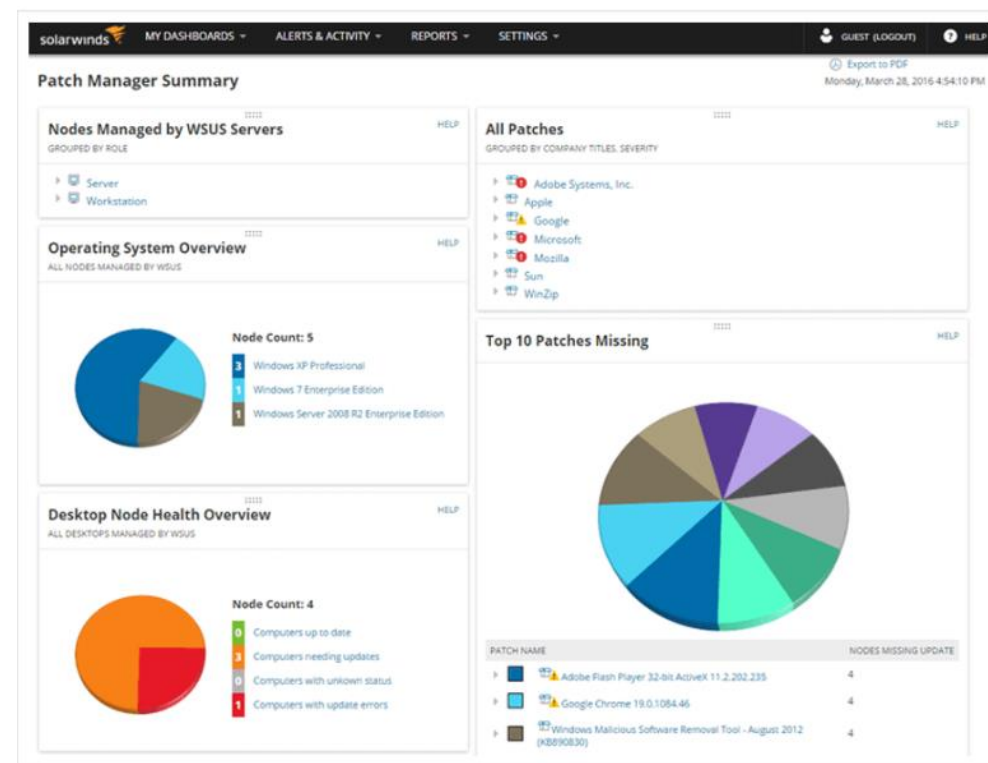 solarwinds MY DASHBOARDS ALERTS & ACTIVITY REPORTS SETTINGS GUEST (LOGOUT) HELP
Export to PDF
Patch Manager Summary
Monday, March 28, 2016 4:54:10 PM
Nodes Managed by WSUS Servers HELP
GROUPED BY ROLE
Server
Workstation
Operating System Overview HELP
ALL NODES MANAGED BY WSUS
Node Count: 5
3 Windows XP Professional
1 Windows 7 Enterprise Edition
1 Windows Server 2008 R2 Enterprise Edition
Desktop Node Health Overview HELP
ALL DESKTOPS MANAGED BY WSUS
Node Count: 4
0 Computers up to date
3 Computers needing updates
0 Computers with unkown status
1 Computers with update errors
All Patches HELP
GROUPED BY COMPANY TITLES, SEVERITY
Adobe Systems, Inc.
Apple
Google
Microsoft
Mozilla
Sun
WinZip
Top 10 Patches Missing HELP
PATCH NAME NODES MISSING UPDATE
Adobe Flash Player 32-bit ActiveX 11.2.202.235 4
Google Chrome 19.0.1084.46 4
Windows Malicious Software Removal Tool - August 2012 4
(KB890830)